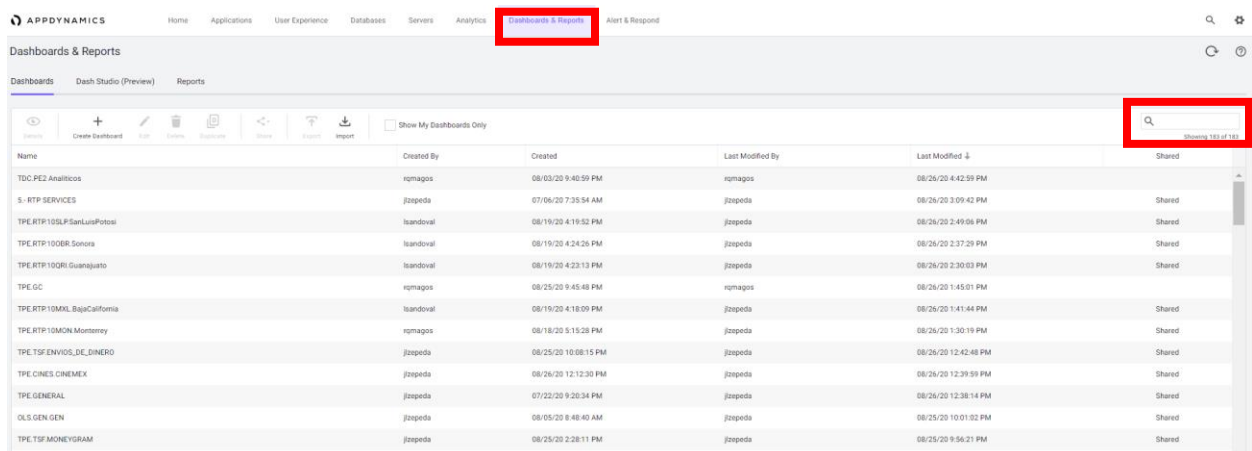 APPDYNAMICS Home Applications User Experience Databases Servers Analytics Dashboards & Reports Alert & Respond
Dashboards & Reports
Dashboards Dash Studio (Preview) Reports
Details Create Dashboard Edit Delete Duplicate Share Export Import Show My Dashboards Only
Showing 183 of 183
Name Created By Created Last Modified By Last Modified Shared
TDC.PE2 Analiticos rqmagos 08/03/20 9:40:59 PM rqmagos 08/26/20 4:42:59 PM
5.- RTP SERVICES jlzepeda 07/06/20 7:35:54 AM jlzepeda 08/26/20 3:09:42 PM Shared
TPE.RTP.10SLP.SanLuisPotosi lsandoval 08/19/20 4:19:52 PM jlzepeda 08/26/20 2:49:06 PM Shared
TPE.RTP.10OBR.Sonora lsandoval 08/19/20 4:24:26 PM jlzepeda 08/26/20 2:37:29 PM Shared
TPE.RTP.10QRI.Guanajuato lsandoval 08/19/20 4:23:13 PM jlzepeda 08/26/20 2:30:03 PM Shared
TPE.GC rqmagos 08/25/20 9:45:48 PM rqmagos 08/26/20 1:45:01 PM
TPE.RTP.10MXL.BajaCalifornia lsandoval 08/19/20 4:18:09 PM jlzepeda 08/26/20 1:41:44 PM Shared
TPE.RTP.10MON.Monterrey rqmagos 08/18/20 5:15:28 PM jlzepeda 08/26/20 1:30:19 PM Shared
TPE.TSF.ENVIOS_DE_DINERO jlzepeda 08/25/20 10:08:15 PM jlzepeda 08/26/20 12:42:48 PM Shared
TPE.CINES.CINEMEX jlzepeda 08/26/20 12:12:30 PM jlzepeda 08/26/20 12:39:59 PM Shared
TPE.GENERAL jlzepeda 07/22/20 9:20:34 PM jlzepeda 08/26/20 12:38:14 PM Shared
OLS.GEN.GEN jlzepeda 08/05/20 8:48:40 AM jlzepeda 08/25/20 10:01:02 PM Shared
TPE.TSF.MONEYGRAM jlzepeda 08/25/20 2:28:11 PM jlzepeda 08/25/20 9:56:21 PM Shared